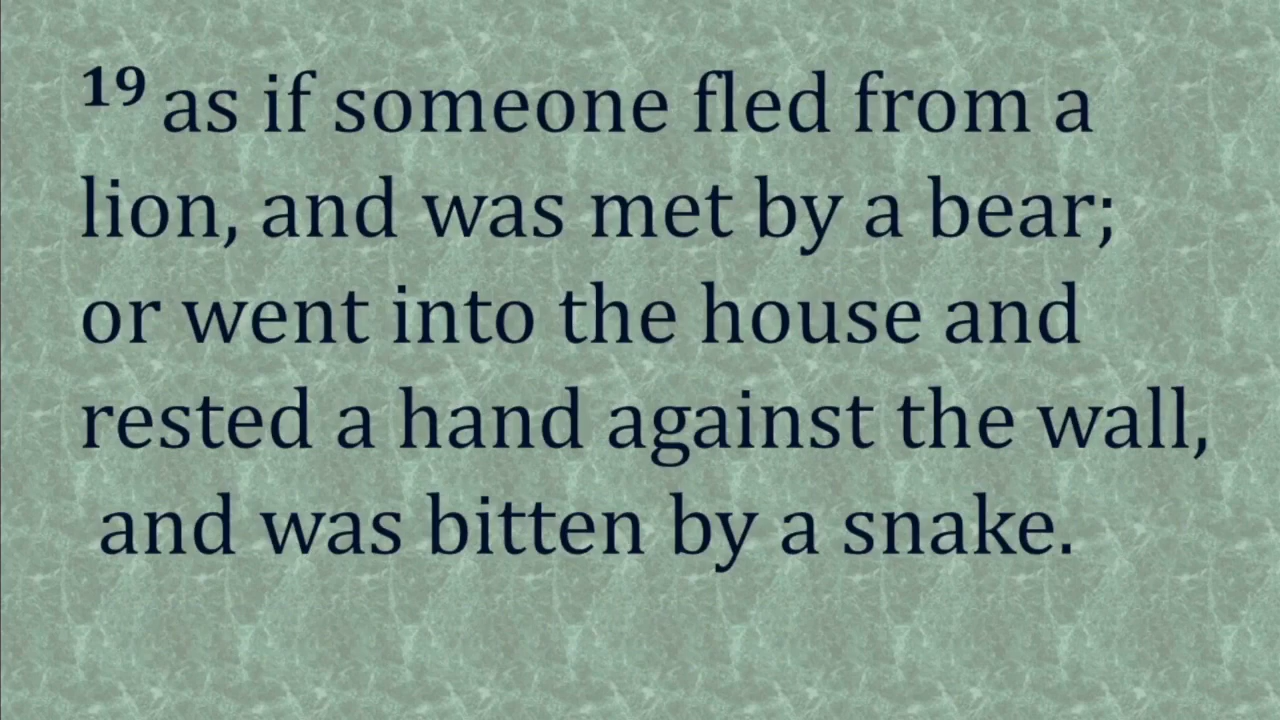 19 as if someone fled from a
lion, and was met by a bear;
or went into the house and
rested a hand against the wall,
and was bitten by a snake.